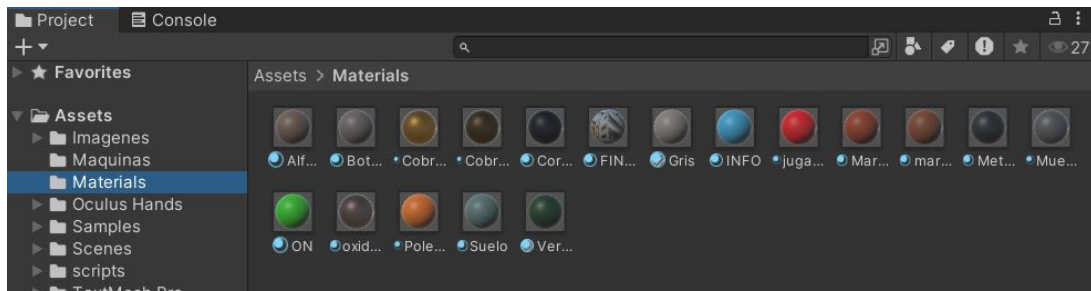 Project Console
27
Favorites
Assets > Materials
Assets
Imagenes
Maquinas
Materials
Oculus Hands
Samples
Scenes
scripts
Alf... Bot... Cobr... Cobr... Cor... FIN... Gris INFO juga... Mar... mar... Met... Mue...
ON oxid... Pole... Suelo Ver...